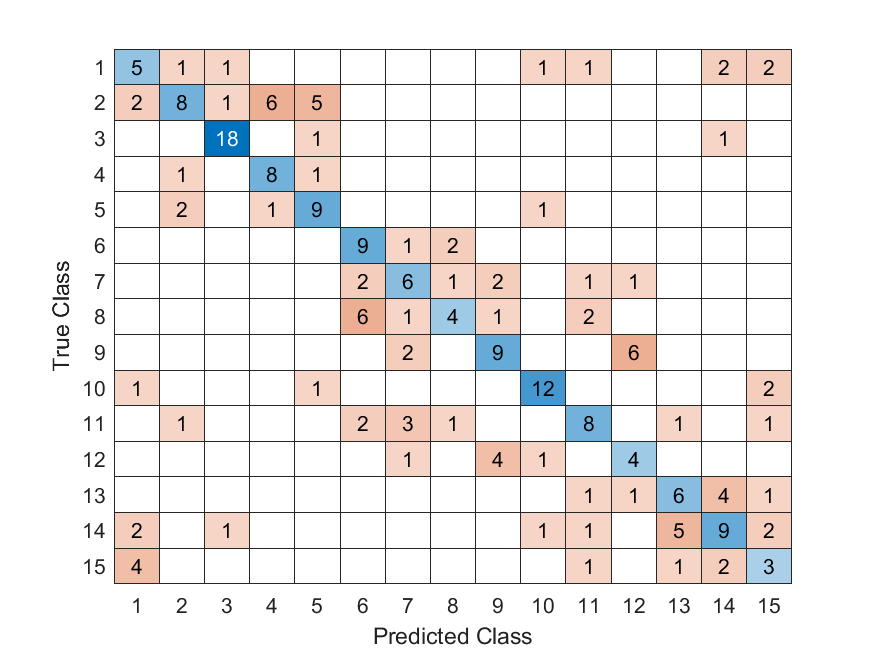 1 5 1 1 1 1 2 2
2 2 8 1 6 5
3 18 1 1
4 1 8 1
5 2 1 9 1
6 9 1 2
7 2 6 1 2 1 1
8 6 1 4 1 2
9 2 9 6
10 1 1 12 2
11 1 2 3 1 8 1 1
12 1 4 1 4
13 1 1 6 4 1
14 2 1 1 1 5 9 2
15 4 1 1 2 3
1 2 3 4 5 6 7 8 9 10 11 12 13 14 15
True Class
Predicted Class